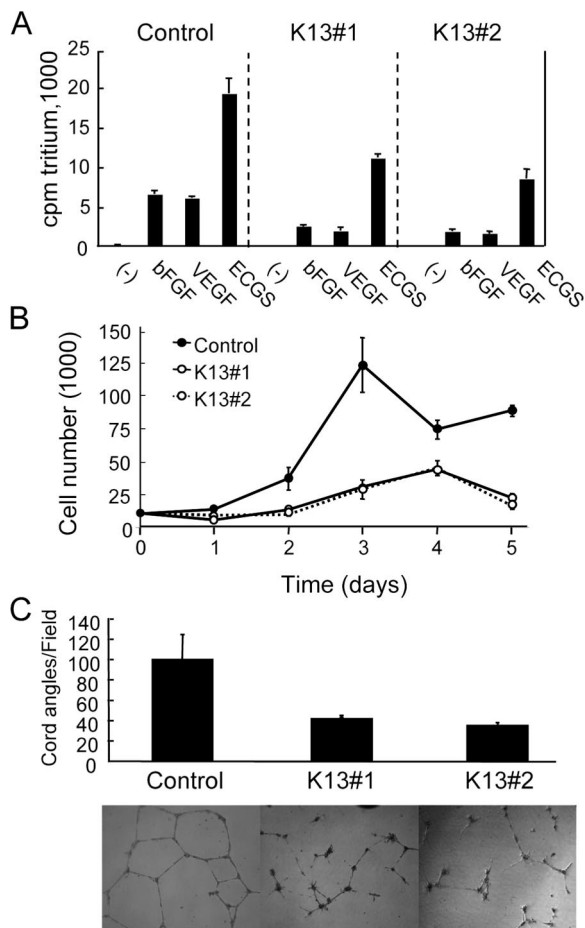 A
Control K13#1 K13#2
cpm tritium,1000
25
20
15
10
5
0
(-) bFGF VEGF ECGS (-) bFGF VEGF ECGS (-) bFGF VEGF ECGS
B
Cell number (1000)
150
125
100
75
50
25
0
Control
K13#1
K13#2
0 1 2 3 4 5
Time (days)
C
Cord angles/Field
140
120
100
80
60
40
20
0
Control K13#1 K13#2